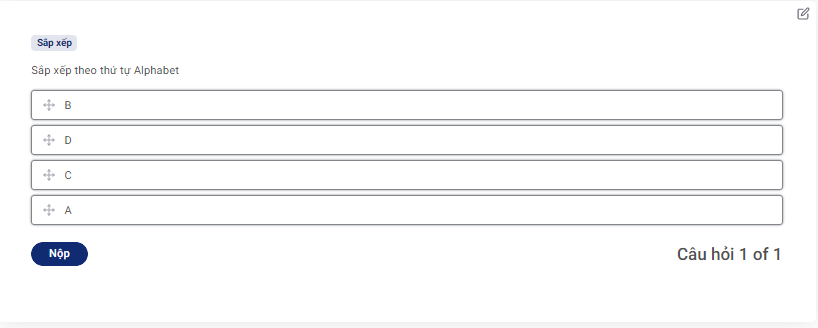 Sắp xếp
Sắp xếp theo thứ tự Alphabet
B
D
C
A
Nộp
Câu hỏi 1 of 1